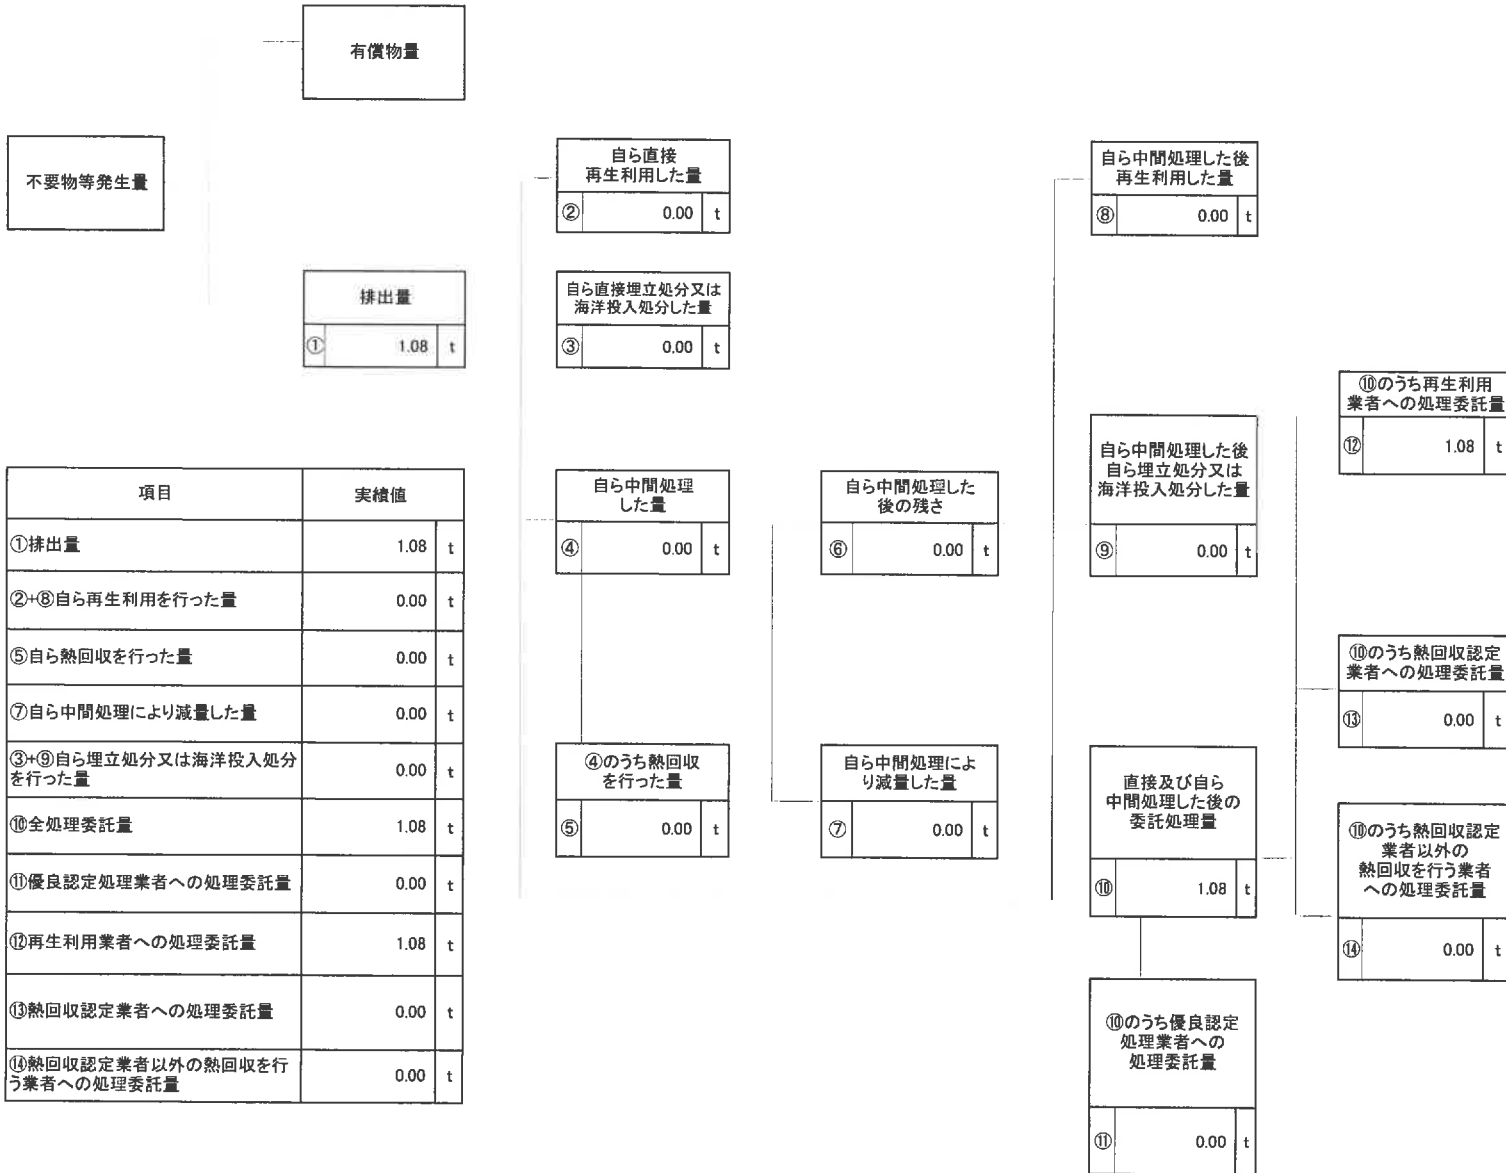 有償物量
不要物等発生量
排出量
① 1.08 t
自ら直接
再生利用した量
② 0.00 t
自ら直接埋立処分又は
海洋投入処分した量
③ 0.00 t
自ら中間処理
した量
④ 0.00 t
④のうち熱回収
を行った量
⑤ 0.00 t
自ら中間処理した
後の残さ
⑥ 0.00 t
自ら中間処理によ
り減量した量
⑦ 0.00 t
自ら中間処理した後
再生利用した量
⑧ 0.00 t
自ら中間処理した後
自ら埋立処分又は
海洋投入処分した量
⑨ 0.00 t
直接及び自ら
中間処理した後の
委託処理量
⑩ 1.08 t
⑩のうち優良認定
処理業者への
処理委託量
⑪ 0.00 t
⑩のうち再生利用
業者への処理委託量
⑫ 1.08 t
⑩のうち熱回収認定
業者への処理委託量
⑬ 0.00 t
⑩のうち熱回収認定
業者以外の
熱回収を行う業者
への処理委託量
⑭ 0.00 t
項目 実績値
①排出量 1.08 t
②+⑧自ら再生利用を行った量 0.00 t
⑤自ら熱回収を行った量 0.00 t
⑦自ら中間処理により減量した量 0.00 t
③+⑨自ら埋立処分又は海洋投入処分
を行った量 0.00 t
⑩全処理委託量 1.08 t
⑪優良認定処理業者への処理委託量 0.00 t
⑫再生利用業者への処理委託量 1.08 t
⑬熱回収認定業者への処理委託量 0.00 t
⑭熱回収認定業者以外の熱回収を行
う業者への処理委託量 0.00 t